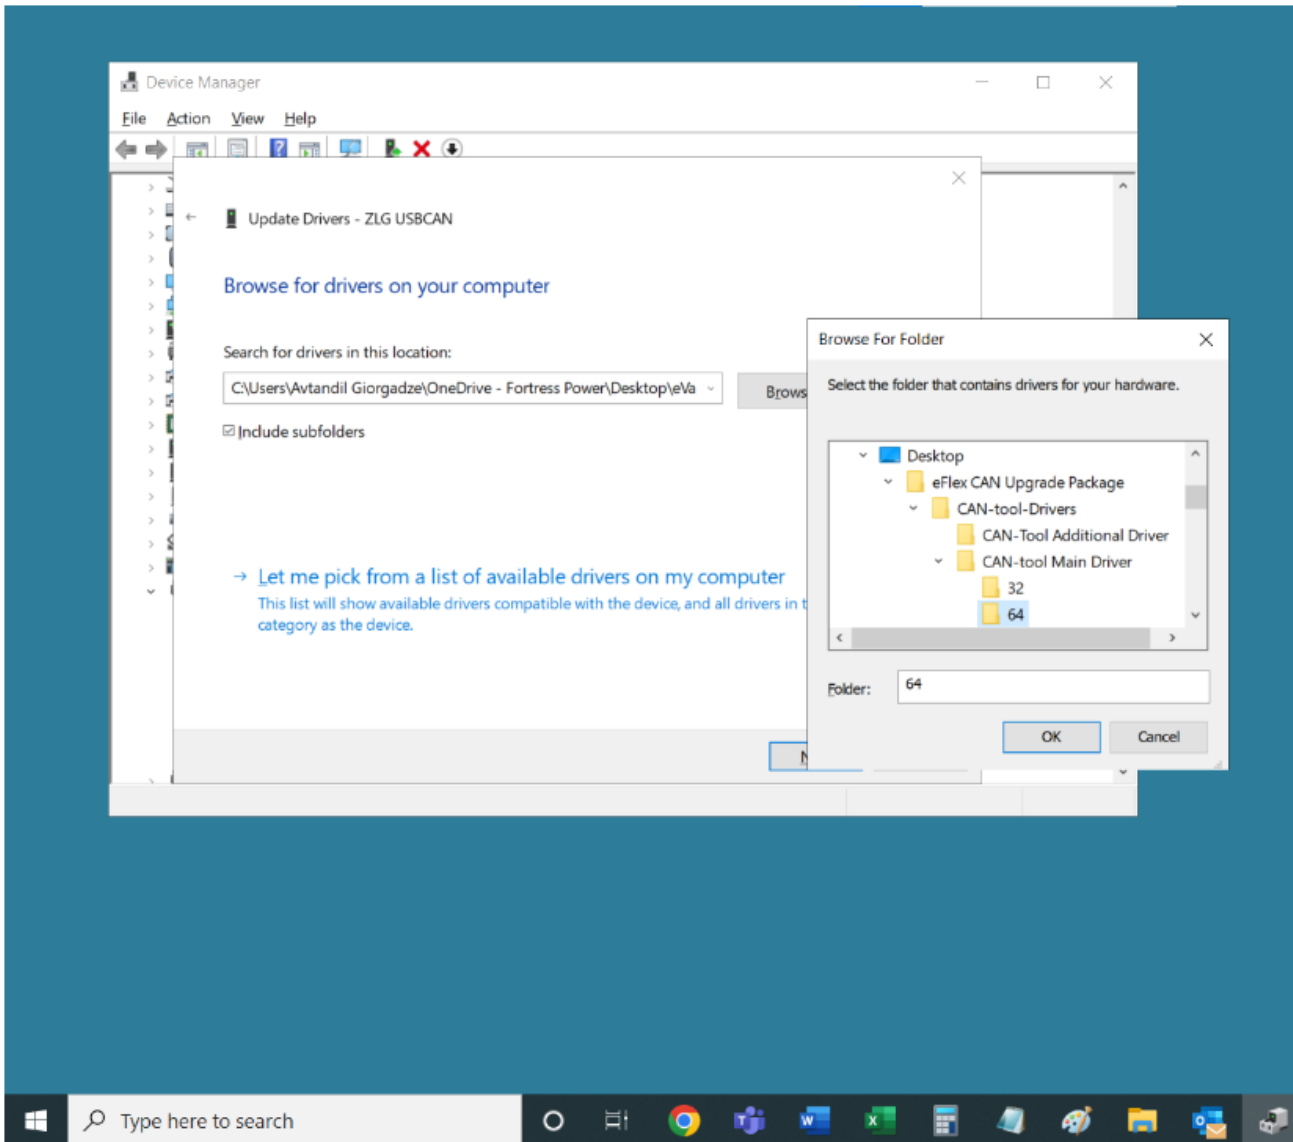 Device Manager
File Action View Help
Update Drivers - ZLG USBCAN
Browse for drivers on your computer
Search for drivers in this location:
C:\Users\Avtandil Giorgadze\OneDrive - Fortress Power\Desktop\eVa
Brows
Include subfolders
Let me pick from a list of available drivers on my computer
This list will show available drivers compatible with the device, and all drivers in t
category as the device.
N
Browse For Folder
Select the folder that contains drivers for your hardware.
Desktop
eFlex CAN Upgrade Package
CAN-tool-Drivers
CAN-Tool Additional Driver
CAN-tool Main Driver
32
64
Folder: 64
OK Cancel
Type here to search